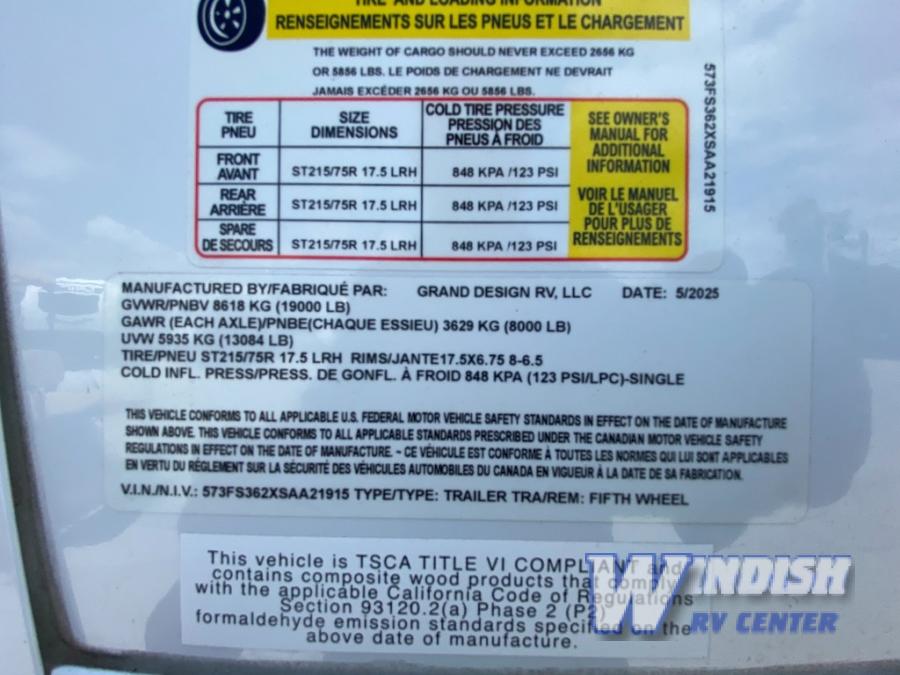 TIRE AND LOADING INFORMATION
RENSEIGNEMENTS SUR LES PNEUS ET LE CHARGEMENT
THE WEIGHT OF CARGO SHOULD NEVER EXCEED 2656 KG
OR 5856 LBS. LE POIDS DE CHARGEMENT NE DEVRAIT
JAMAIS EXCÉDER 2656 KG OU 5856 LBS.
TIRE
PNEU
SIZE
DIMENSIONS
COLD TIRE PRESSURE
PRESSION DES
PNEUS À FROID
FRONT
AVANT
ST215/75R 17.5 LRH
848 KPA /123 PSI
REAR
ARRIÈRE
ST215/75R 17.5 LRH
848 KPA /123 PSI
SPARE
DE SECOURS
ST215/75R 17.5 LRH
848 KPA /123 PSI
SEE OWNER'S
MANUAL FOR
ADDITIONAL
INFORMATION
VOIR LE MANUEL
DE L'USAGER
POUR PLUS DE
RENSEIGNEMENTS
573FS362XSAA21915
MANUFACTURED BY/FABRIQUÉ PAR: GRAND DESIGN RV, LLC DATE: 5/2025
GVWR/PNBV 8618 KG (19000 LB)
GAWR (EACH AXLE)/PNBE(CHAQUE ESSIEU) 3629 KG (8000 LB)
UVW 5935 KG (13084 LB)
TIRE/PNEU ST215/75R 17.5 LRH RIMS/JANTE17.5X6.75 8-6.5
COLD INFL. PRESS/PRESS. DE GONFL. À FROID 848 KPA (123 PSI/LPC)-SINGLE
THIS VEHICLE CONFORMS TO ALL APPLICABLE U.S. FEDERAL MOTOR VEHICLE SAFETY STANDARDS IN EFFECT ON THE DATE OF MANUFACTURE
SHOWN ABOVE. THIS VEHICLE CONFORMS TO ALL APPLICABLE STANDARDS PRESCRIBED UNDER THE CANADIAN MOTOR VEHICLE SAFETY
REGULATIONS IN EFFECT ON THE DATE OF MANUFACTURE. ~ CE VÉHICULE EST CONFORME À TOUTES LES NORMES QUI LUI SONT APPLICABLES
EN VERTU DU RÉGLEMENT SUR LA SÉCURITÉ DES VÉHICULES AUTOMOBILES DU CANADA EN VIGUEUR À LA DATE DE SA FABRICATION.
V.I.N./N.I.V.: 573FS362XSAA21915 TYPE/TYPE: TRAILER TRA/REM: FIFTH WHEEL
This vehicle is TSCA TITLE VI COMPLIANT and
contains composite wood products that comply
with the applicable California Code of Regulations
Section 93120.2(a) Phase 2 (P2)
formaldehyde emission standards specified on the
above date of manufacture.
WINDISH
RV CENTER